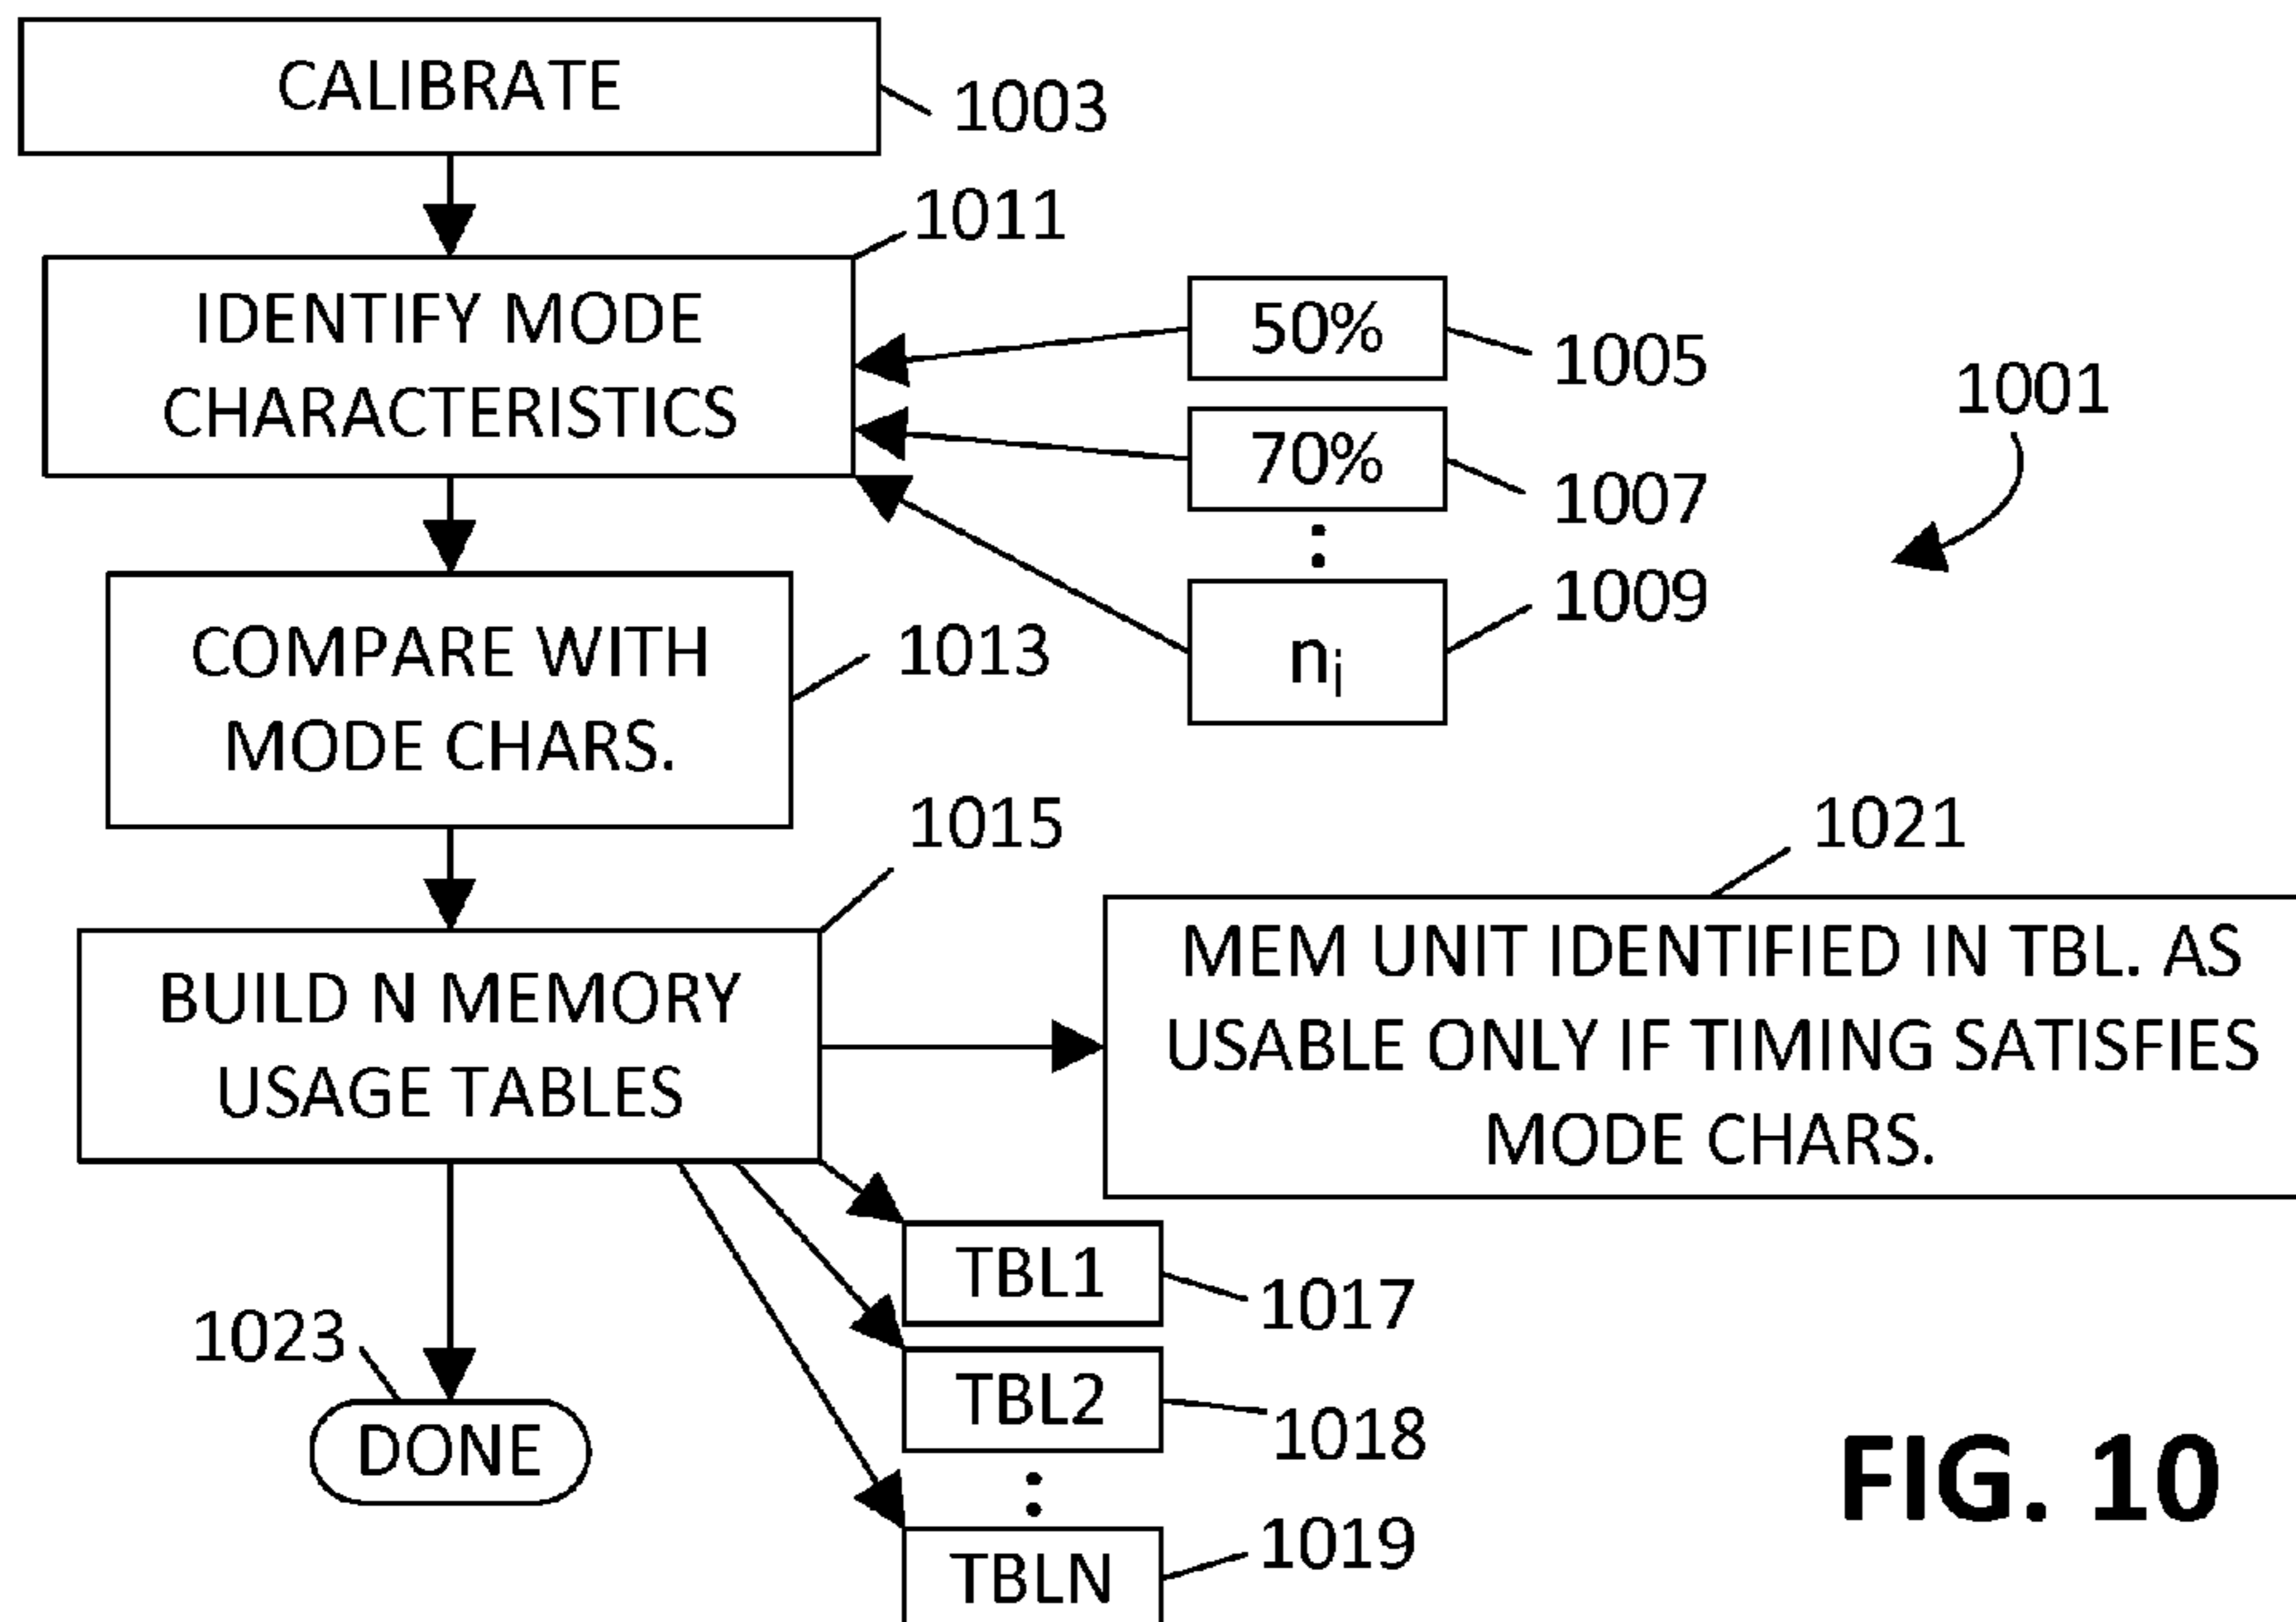 CALIBRATE
1003
1011
IDENTIFY MODE
CHARACTERISTICS
50%
1005
70%
1007
:
nᵢ
1009
1001
COMPARE WITH
MODE CHARS.
1013
1015
BUILD N MEMORY
USAGE TABLES
1021
MEM UNIT IDENTIFIED IN TBL. AS
USABLE ONLY IF TIMING SATISFIES
MODE CHARS.
TBL1
1017
TBL2
1018
:
TBLN
1019
1023
DONE
FIG. 10